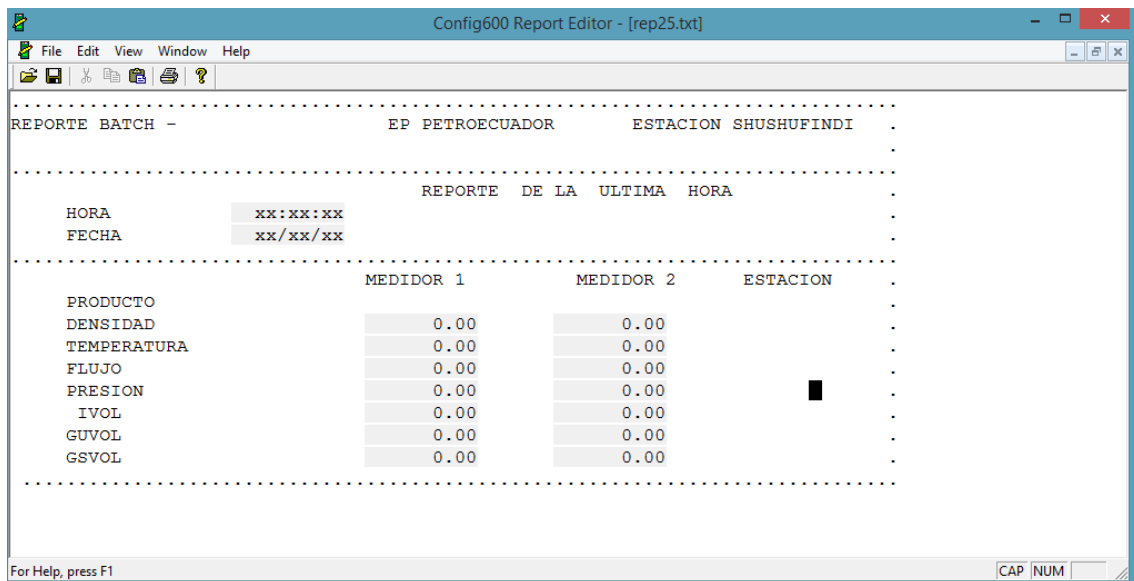 Config600 Report Editor - [rep25.txt]
File Edit View Window Help
REPORTE BATCH - EP PETROECUADOR ESTACION SHUSHUFINDI .
.
REPORTE DE LA ULTIMA HORA .
HORA xx:xx:xx .
FECHA xx/xx/xx .
MEDIDOR 1 MEDIDOR 2 ESTACION .
PRODUCTO .
DENSIDAD 0.00 0.00 .
TEMPERATURA 0.00 0.00 .
FLUJO 0.00 0.00 .
PRESION 0.00 0.00 .
IVOL 0.00 0.00 .
GUVOL 0.00 0.00 .
GSVOL 0.00 0.00 .
For Help, press F1 CAP NUM